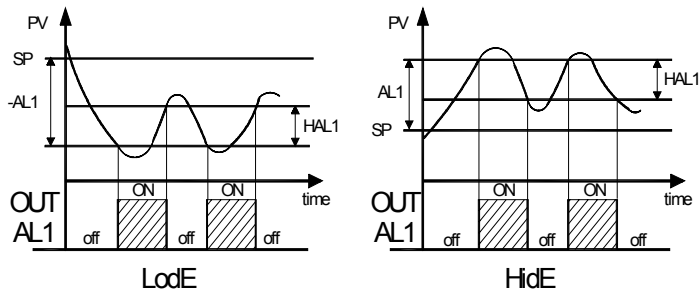 PV
SP
-AL1
HAL1
time
OUT
AL1
off
ON
off
ON
off
LodE
PV
HAL1
AL1
SP
time
OUT
AL1
off
ON
off
ON
off
HidE